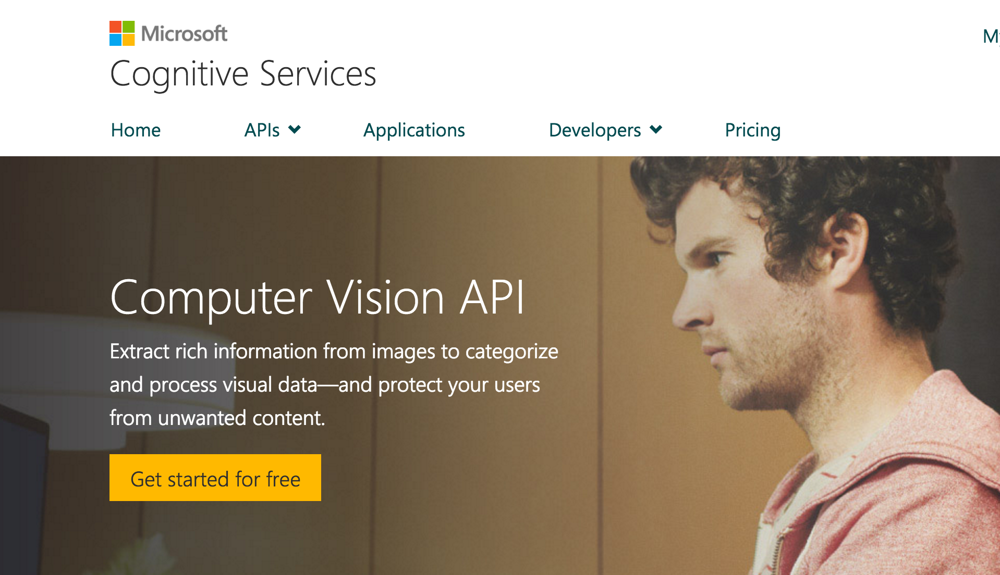 Microsoft
Cognitive Services
Home APIs Applications Developers Pricing
Computer Vision API
Extract rich information from images to categorize
and process visual data—and protect your users
from unwanted content.
Get started for free